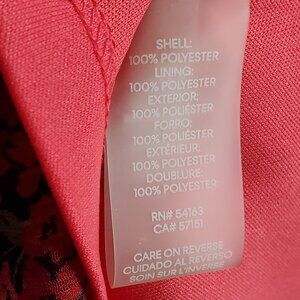 SHELL:
100% POLYESTER
LINING:
100% POLYESTER
EXTERIOR:
100% POLIÉSTER
FORRO:
100% POLIÉSTER
EXTÉRIEUR:
100% POLYESTER
DOUBLURE:
100% POLYESTER
RN# 54163
CA# 57151
CARE ON REVERSE
CUIDADO AL REVERSO
SOIN SUR L'INVERSE